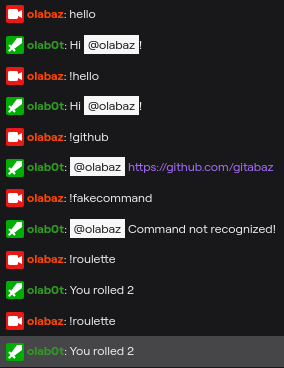 olabaz: hello
olab0t: Hi @olabaz !
olabaz: !hello
olab0t: Hi @olabaz !
olabaz: !github
olab0t: @olabaz https://github.com/gitabaz
olabaz: !fakecommand
olab0t: @olabaz Command not recognized!
olabaz: !roulette
olab0t: You rolled 2
olabaz: !roulette
olab0t: You rolled 2